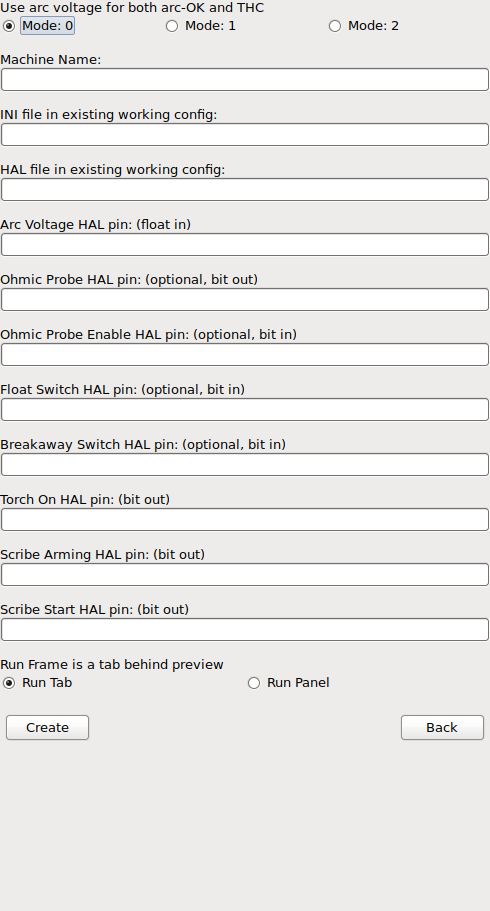 Use arc voltage for both arc-OK and THC
Mode: 0 Mode: 1 Mode: 2
Machine Name:
INI file in existing working config:
HAL file in existing working config:
Arc Voltage HAL pin: (float in)
Ohmic Probe HAL pin: (optional, bit out)
Ohmic Probe Enable HAL pin: (optional, bit in)
Float Switch HAL pin: (optional, bit in)
Breakaway Switch HAL pin: (optional, bit in)
Torch On HAL pin: (bit out)
Scribe Arming HAL pin: (bit out)
Scribe Start HAL pin: (bit out)
Run Frame is a tab behind preview
Run Tab Run Panel
Create Back